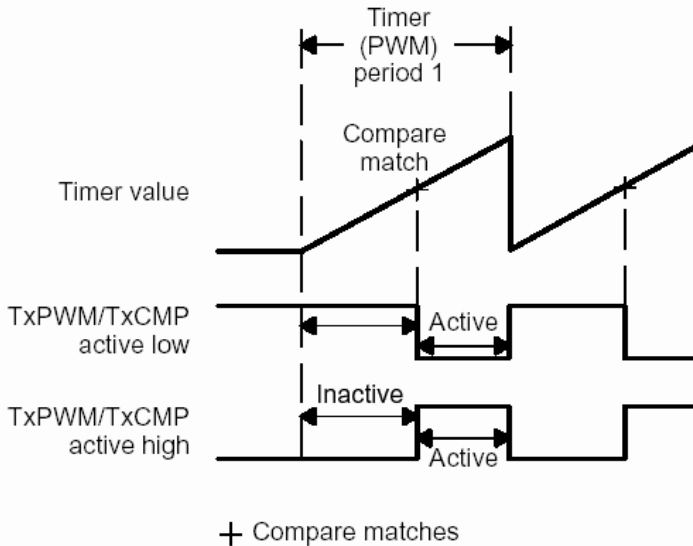 Timer
(PWM)
period 1
Compare
match
Timer value
TxPWM/TxCMP
active low
Active
Inactive
TxPWM/TxCMP
active high
Active
+ Compare matches